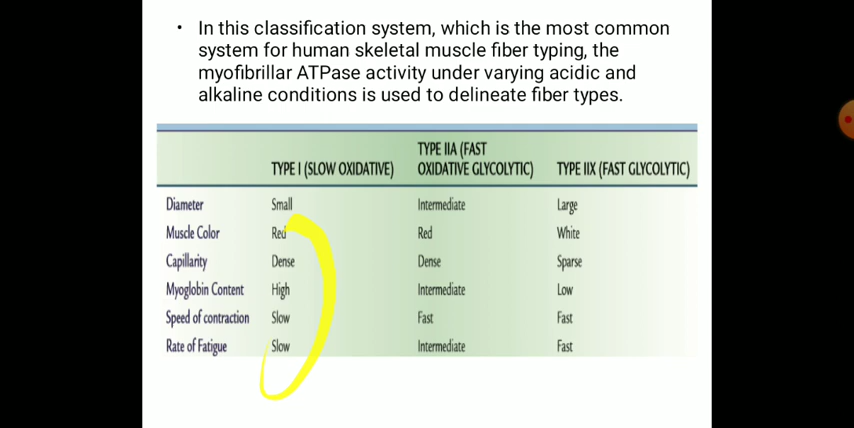 • In this classification system, which is the most common
system for human skeletal muscle fiber typing, the
myofibrillar ATPase activity under varying acidic and
alkaline conditions is used to delineate fiber types.
TYPE I (SLOW OXIDATIVE) TYPE IIA (FAST OXIDATIVE GLYCOLYTIC) TYPE IIX (FAST GLYCOLYTIC)
Diameter Small Intermediate Large
Muscle Color Red Red White
Capillarity Dense Dense Sparse
Myoglobin Content High Intermediate Low
Speed of contraction Slow Fast Fast
Rate of Fatigue Slow Intermediate Fast